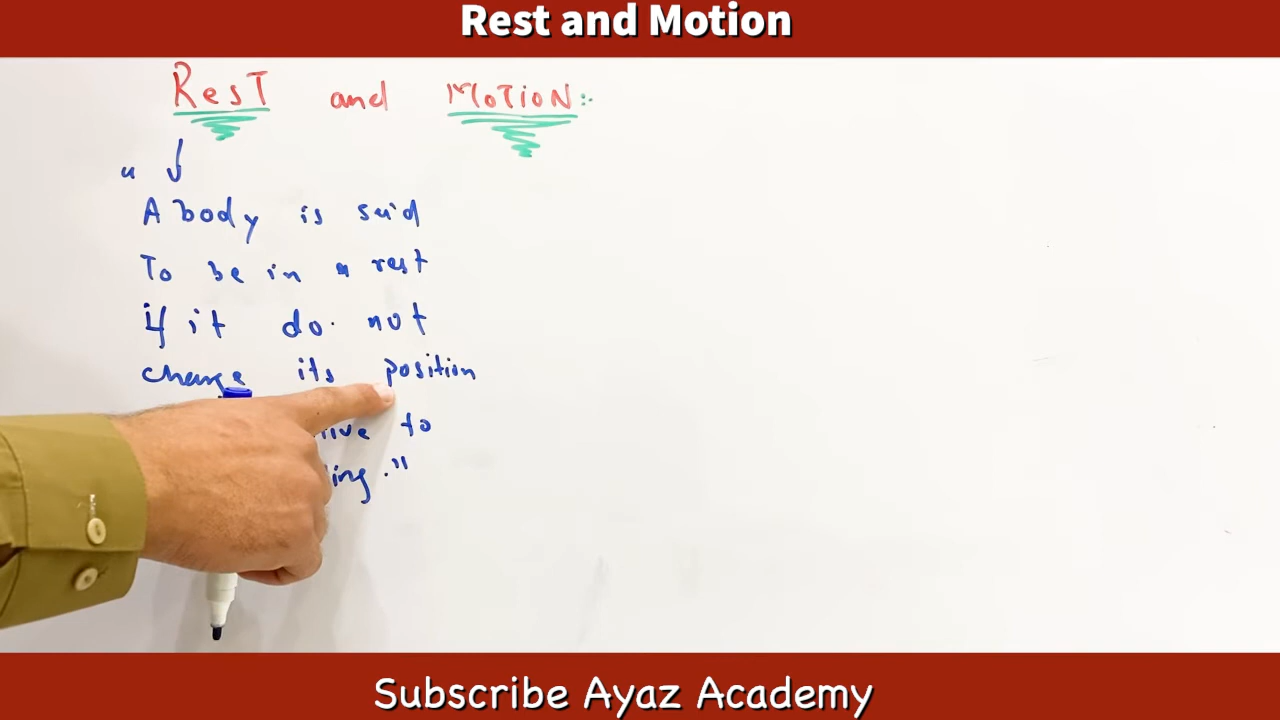 Rest and Motion
REST and MOTION:-
"
A body is said
To be in a rest
if it do not
change its position
to
."
Subscribe Ayaz Academy